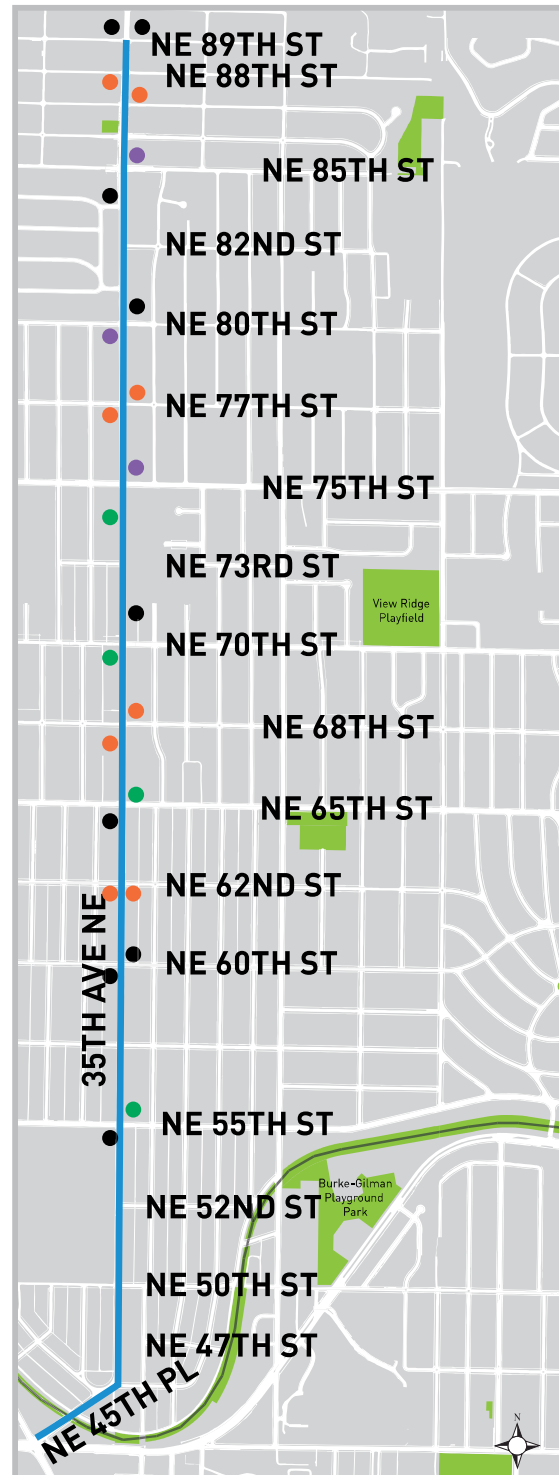 NE 89TH ST
NE 88TH ST
NE 85TH ST
NE 82ND ST
NE 80TH ST
NE 77TH ST
NE 75TH ST
NE 73RD ST
View Ridge
Playfield
NE 70TH ST
NE 68TH ST
NE 65TH ST
NE 62ND ST
35TH AVE NE
NE 60TH ST
NE 55TH ST
Burke-Gilman
Playground
Park
NE 52ND ST
NE 50TH ST
NE 47TH ST
NE 45TH PL
N